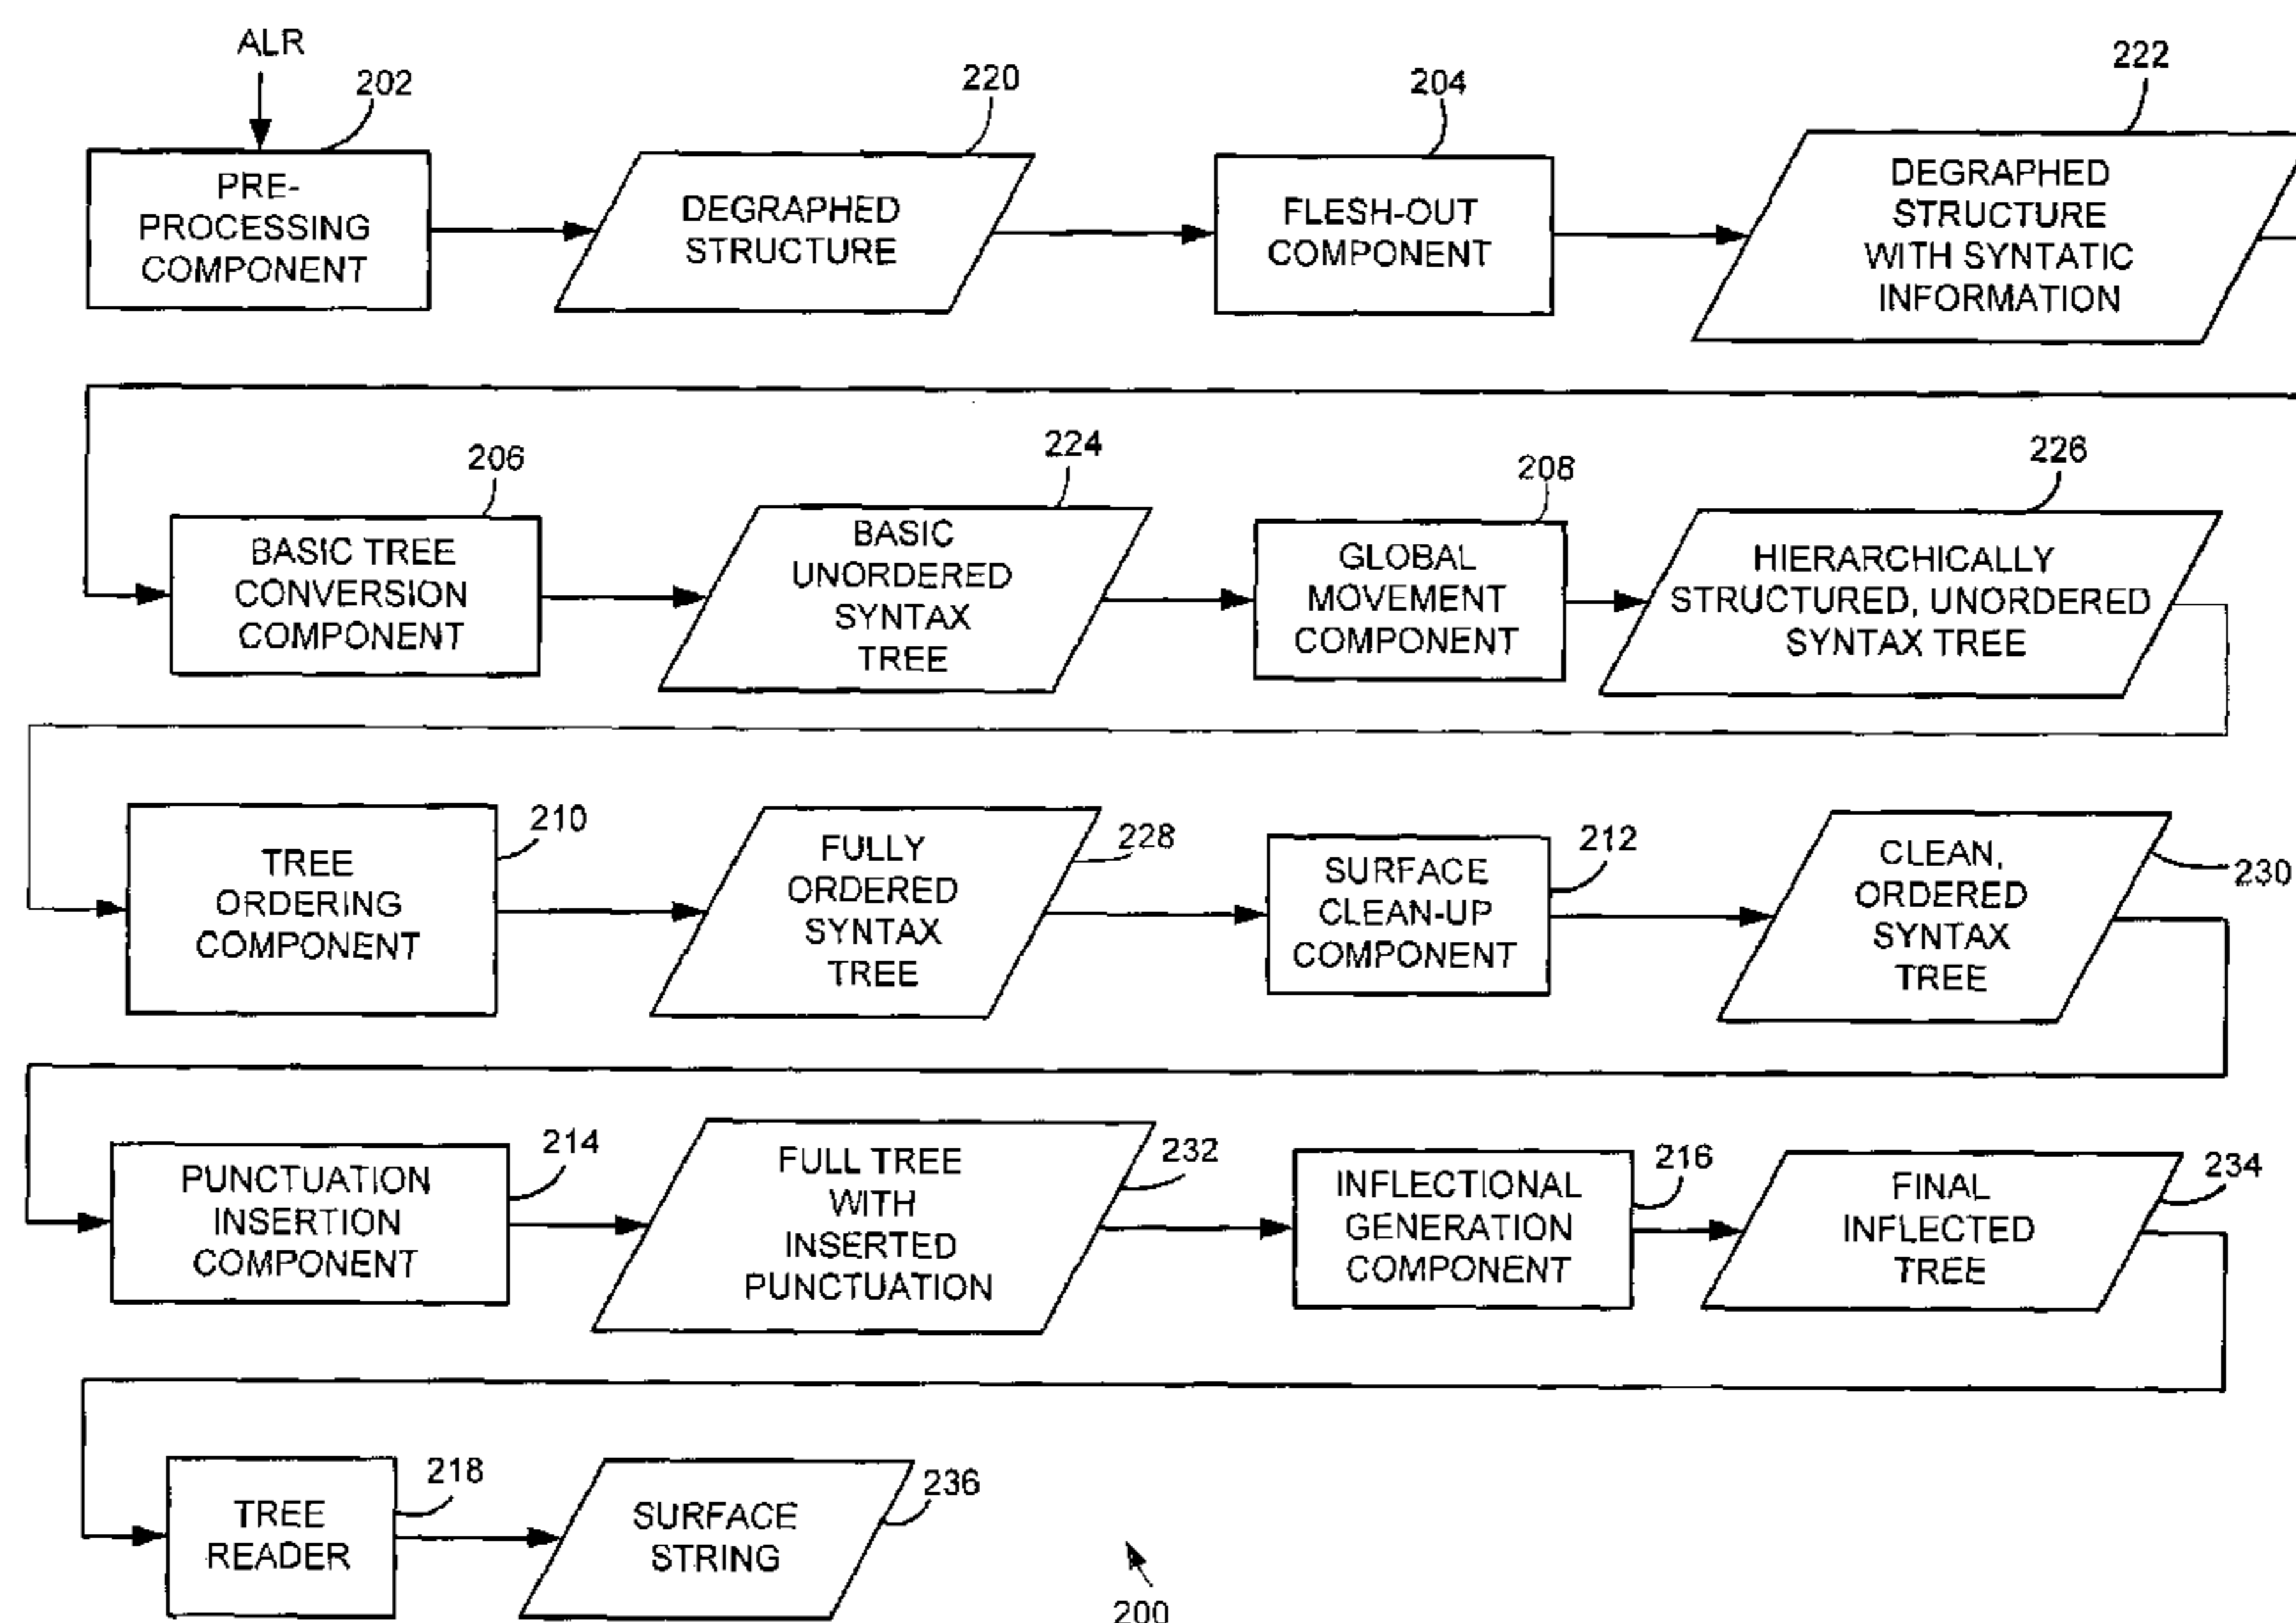 ALR
202
220
204
222
PRE-
PROCESSING
COMPONENT
DEGRAPHED
STRUCTURE
FLESH-OUT
COMPONENT
DEGRAPHED
STRUCTURE
WITH SYNTATIC
INFORMATION
206
224
208
226
BASIC TREE
CONVERSION
COMPONENT
BASIC
UNORDERED
SYNTAX
TREE
GLOBAL
MOVEMENT
COMPONENT
HIERARCHICALLY
STRUCTURED, UNORDERED
SYNTAX TREE
TREE
ORDERING
COMPONENT
210
FULLY
ORDERED
SYNTAX
TREE
228
SURFACE
CLEAN-UP
COMPONENT
212
CLEAN,
ORDERED
SYNTAX
TREE
230
PUNCTUATION
INSERTION
COMPONENT
214
FULL TREE
WITH
INSERTED
PUNCTUATION
232
INFLECTIONAL
GENERATION
COMPONENT
216
FINAL
INFLECTED
TREE
234
TREE
READER
218
SURFACE
STRING
236
200